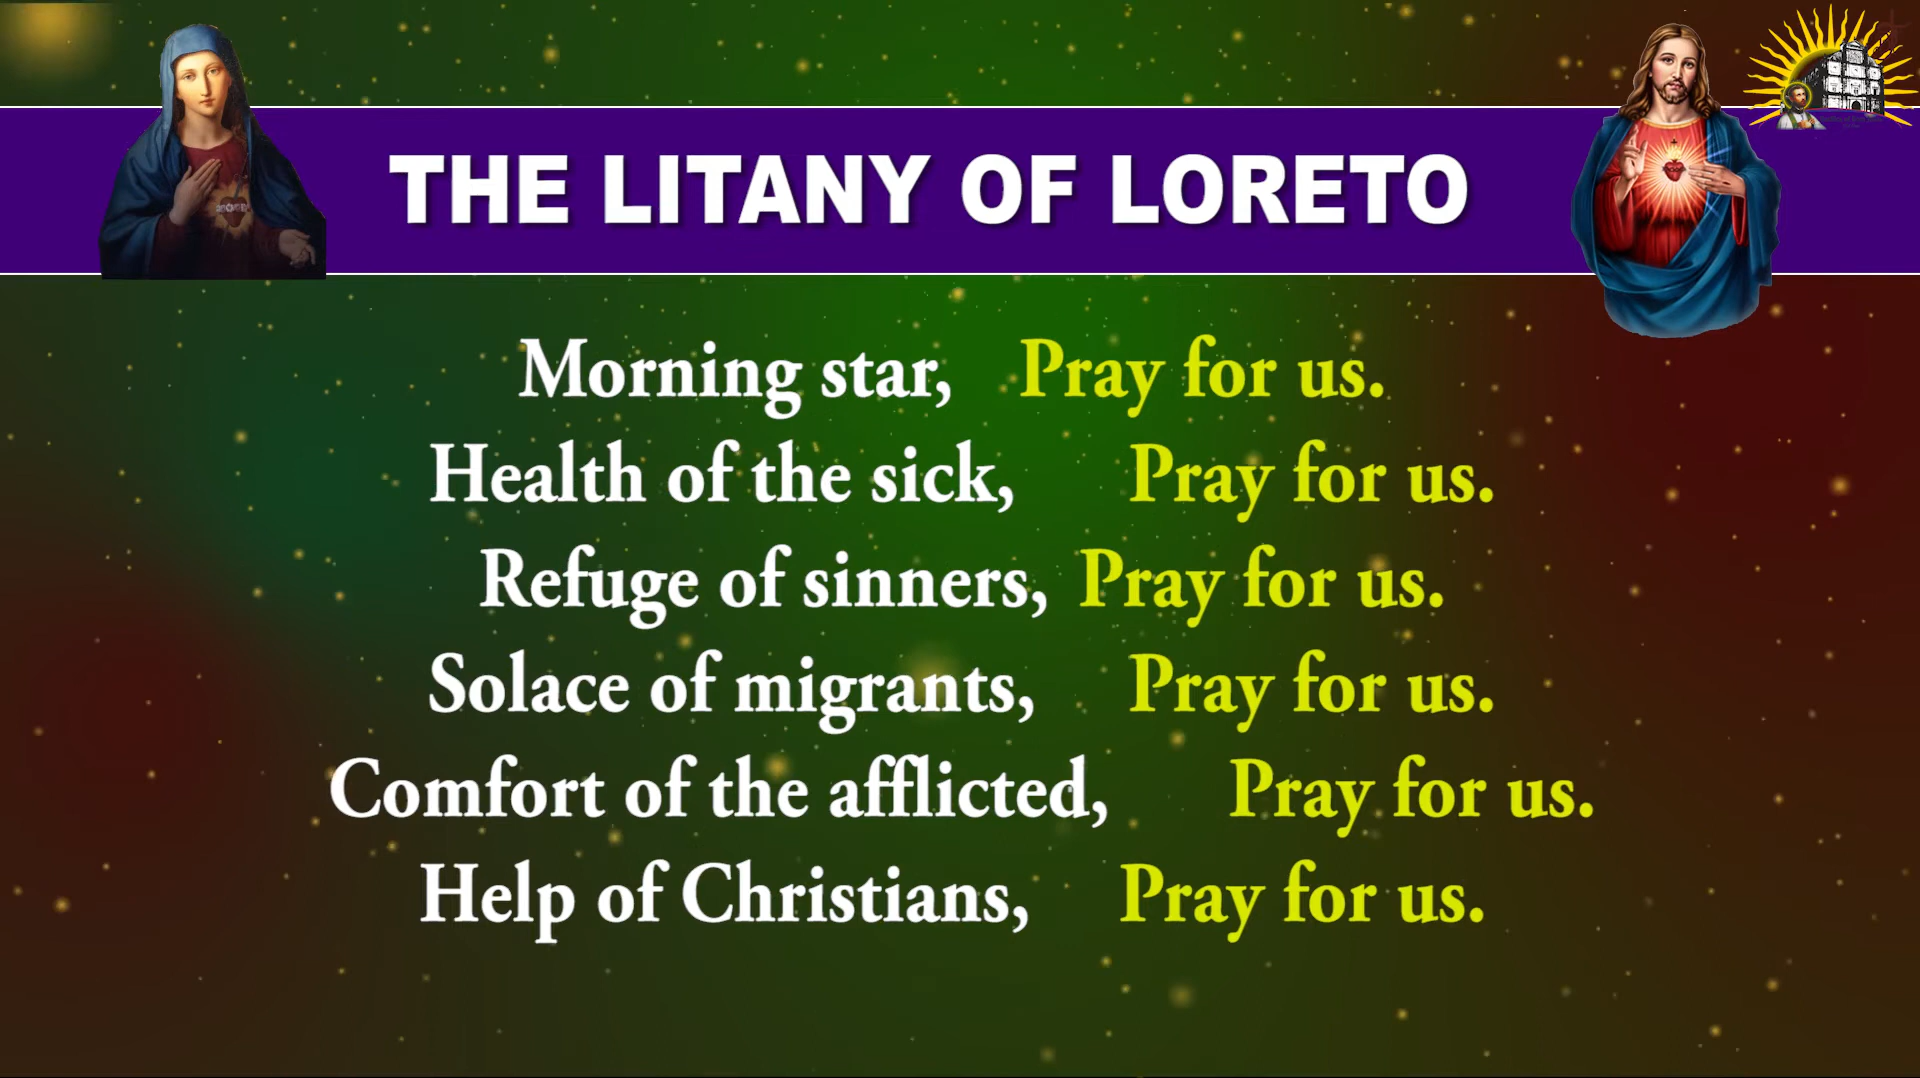 THE LITANY OF LORETO
Morning star, Pray for us.
Health of the sick, Pray for us.
Refuge of sinners, Pray for us.
Solace of migrants, Pray for us.
Comfort of the afflicted, Pray for us.
Help of Christians, Pray for us.